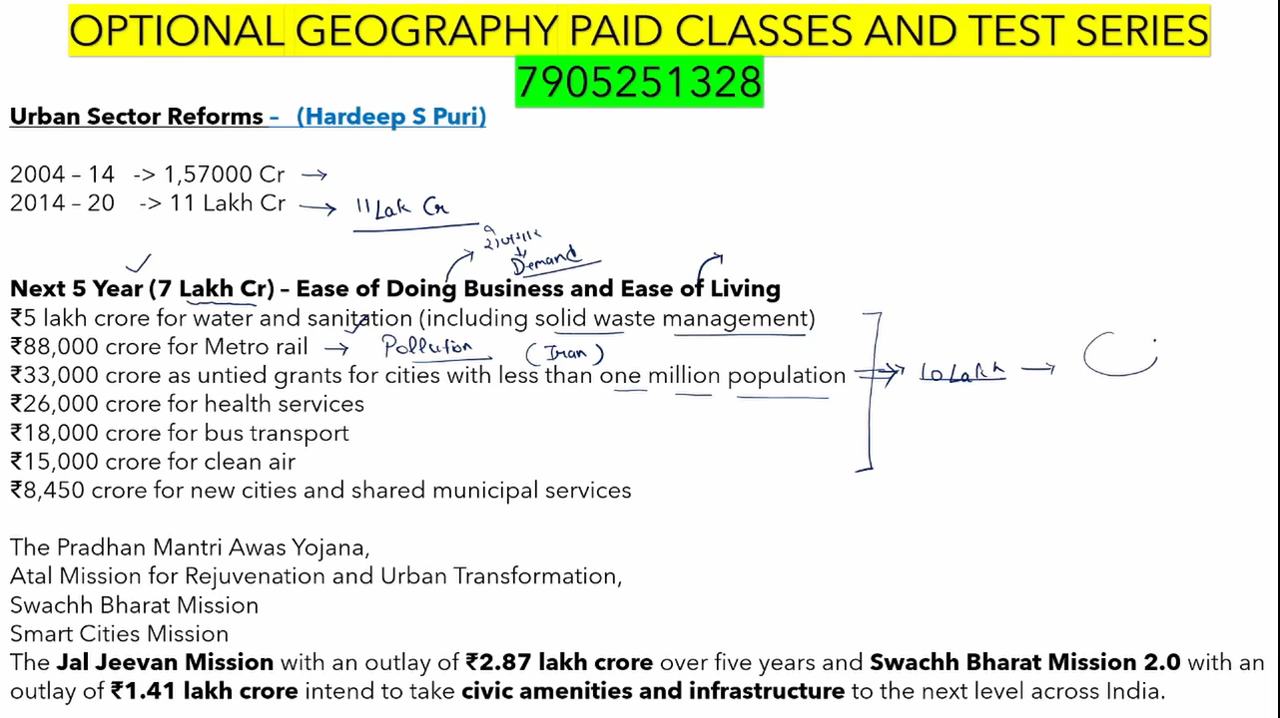 OPTIONAL GEOGRAPHY PAID CLASSES AND TEST SERIES
7905251328
Urban Sector Reforms – (Hardeep S Puri)
2004 – 14 -> 1,57000 Cr →
2014 – 20 -> 11 Lakh Cr → 11 Lak Cr
Demand
Next 5 Year (7 Lakh Cr) – Ease of Doing Business and Ease of Living
₹5 lakh crore for water and sanitation (including solid waste management)
₹88,000 crore for Metro rail → Pollution (Iran)
₹33,000 crore as untied grants for cities with less than one million population → 10 Lakh →
₹26,000 crore for health services
₹18,000 crore for bus transport
₹15,000 crore for clean air
₹8,450 crore for new cities and shared municipal services
The Pradhan Mantri Awas Yojana,
Atal Mission for Rejuvenation and Urban Transformation,
Swachh Bharat Mission
Smart Cities Mission
The Jal Jeevan Mission with an outlay of ₹2.87 lakh crore over five years and Swachh Bharat Mission 2.0 with an
outlay of ₹1.41 lakh crore intend to take civic amenities and infrastructure to the next level across India.